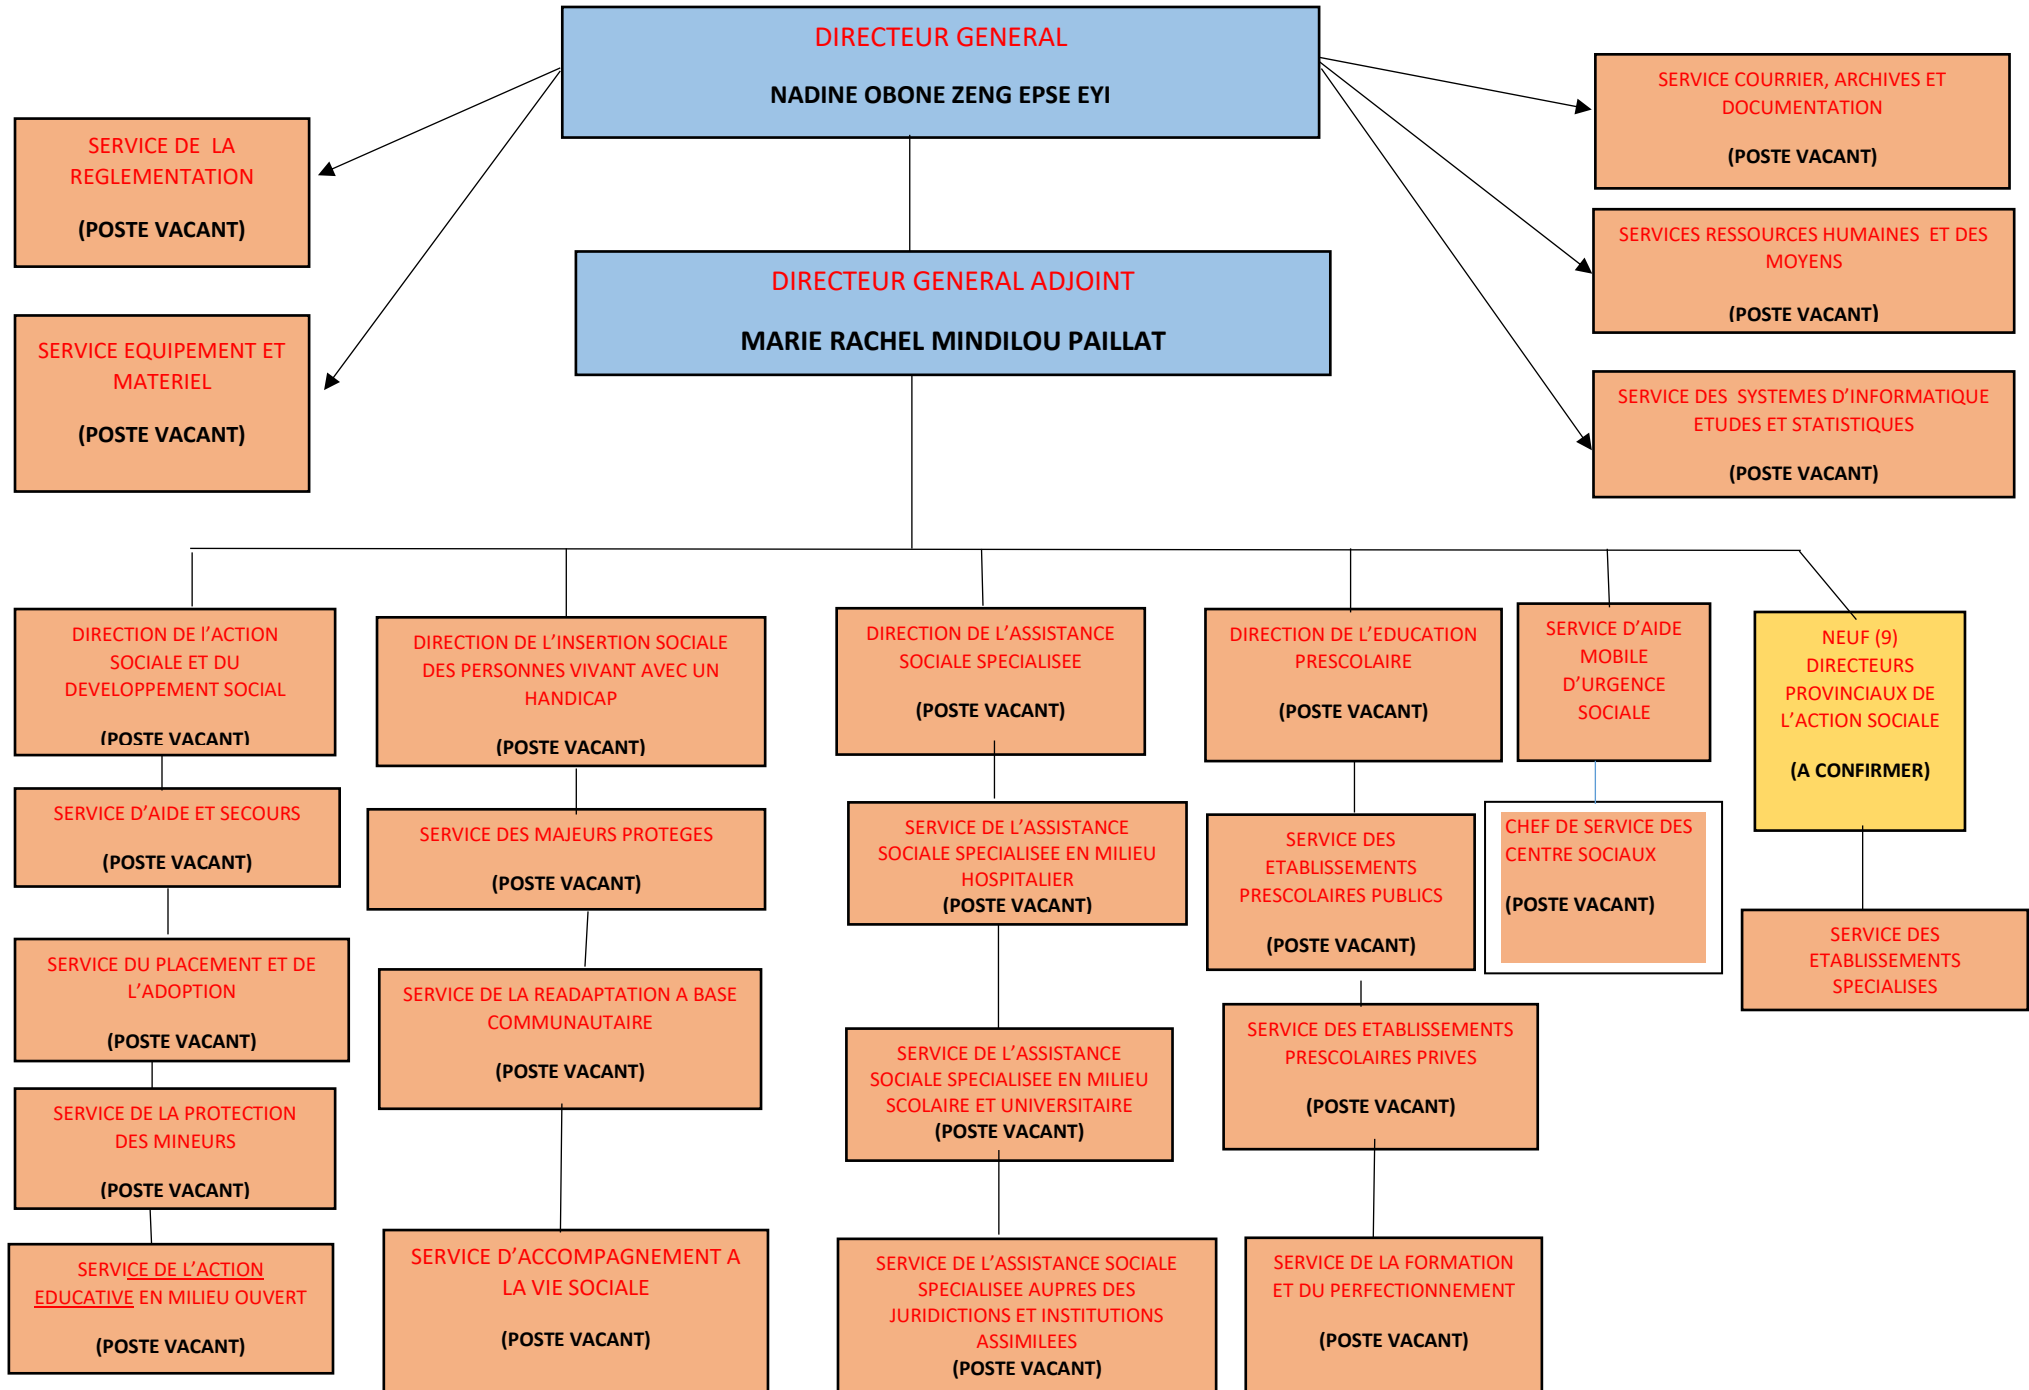 DIRECTEUR GENERAL
NADINE OBONE ZENG EPSE EYI
SERVICE DE LA
REGLEMENTATION
(POSTE VACANT)
SERVICE EQUIPEMENT ET
MATERIEL
(POSTE VACANT)
DIRECTEUR GENERAL ADJOINT
MARIE RACHEL MINDILOU PAILLAT
SERVICE COURRIER, ARCHIVES ET
DOCUMENTATION
(POSTE VACANT)
SERVICES RESSOURCES HUMAINES ET DES
MOYENS
(POSTE VACANT)
SERVICE DES SYSTEMES D’INFORMATIQUE
ETUDES ET STATISTIQUES
(POSTE VACANT)
DIRECTION DE l’ACTION
SOCIALE ET DU
DEVELOPPEMENT SOCIAL
(POSTE VACANT)
SERVICE D’AIDE ET SECOURS
(POSTE VACANT)
SERVICE DU PLACEMENT ET DE
L’ADOPTION
(POSTE VACANT)
SERVICE DE LA PROTECTION
DES MINEURS
(POSTE VACANT)
SERVICE DE L’ACTION
EDUCATIVE EN MILIEU OUVERT
(POSTE VACANT)
DIRECTION DE L’INSERTION SOCIALE
DES PERSONNES VIVANT AVEC UN
HANDICAP
(POSTE VACANT)
SERVICE DES MAJEURS PROTEGES
(POSTE VACANT)
SERVICE DE LA READAPTATION A BASE
COMMUNAUTAIRE
(POSTE VACANT)
SERVICE D’ACCOMPAGNEMENT A
LA VIE SOCIALE
(POSTE VACANT)
DIRECTION DE L’ASSISTANCE
SOCIALE SPECIALISEE
(POSTE VACANT)
SERVICE DE L’ASSISTANCE
SOCIALE SPECIALISEE EN MILIEU
HOSPITALIER
(POSTE VACANT)
SERVICE DE L’ASSISTANCE
SOCIALE SPECIALISEE EN MILIEU
SCOLAIRE ET UNIVERSITAIRE
(POSTE VACANT)
SERVICE DE L’ASSISTANCE SOCIALE
SPECIALISEE AUPRES DES
JURIDICTIONS ET INSTITUTIONS
ASSIMILEES
(POSTE VACANT)
DIRECTION DE L’EDUCATION
PRESCOLAIRE
(POSTE VACANT)
SERVICE DES
ETABLISSEMENTS
PRESCOLAIRES PUBLICS
(POSTE VACANT)
SERVICE DES ETABLISSEMENTS
PRESCOLAIRES PRIVES
(POSTE VACANT)
SERVICE DE LA FORMATION
ET DU PERFECTIONNEMENT
(POSTE VACANT)
SERVICE D’AIDE
MOBILE
D’URGENCE
SOCIALE
CHEF DE SERVICE DES
CENTRE SOCIAUX
(POSTE VACANT)
NEUF (9)
DIRECTEURS
PROVINCIAUX DE
L’ACTION SOCIALE
(A CONFIRMER)
SERVICE DES
ETABLISSEMENTS
SPECIALISES